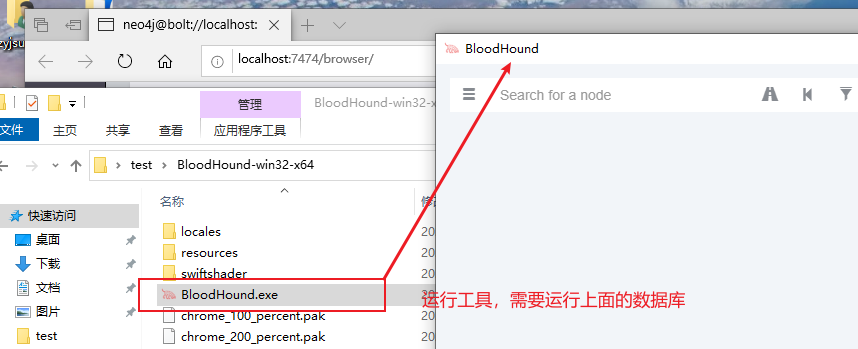 zyjsu
neo4j@bolt://localhost:
localhost:7474/browser/
BloodHound
Search for a node
管理
BloodHound-win32-x
文件
主页
共享
查看
应用程序工具
test
BloodHound-win32-x64
名称
快速访问
桌面
下载
文档
图片
test
locales
20
resources
20
swiftshader
20
BloodHound.exe
chrome_100_percent.pak
20
chrome_200_percent.pak
20
运行工具，需要运行上面的数据库